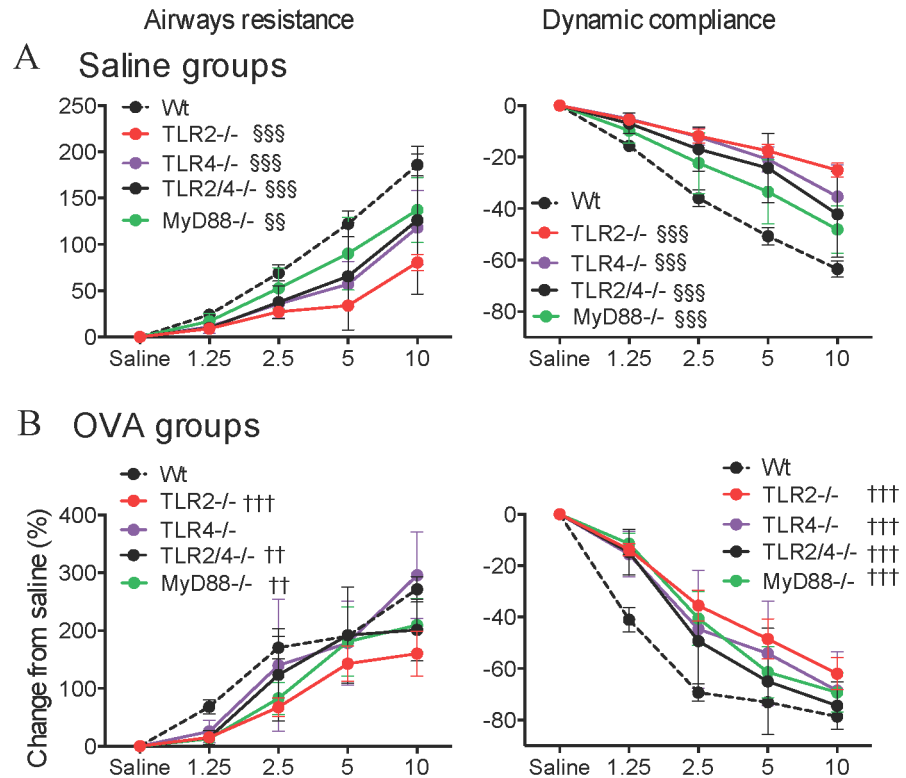 Airways resistance
Dynamic compliance
A Saline groups
250
200
150
100
50
0
Wt
TLR2-/- §§§
TLR4-/- §§§
TLR2/4-/- §§§
MyD88-/- §§
Saline 1.25 2.5 5 10
0
-20
-40
-60
-80
Wt
TLR2-/- §§§
TLR4-/- §§§
TLR2/4-/- §§§
MyD88-/- §§§
Saline 1.25 2.5 5 10
B OVA groups
Change from saline (%)
400
300
200
100
0
Wt
TLR2-/- †††
TLR4-/-
TLR2/4-/- ††
MyD88-/- ††
Saline 1.25 2.5 5 10
0
-20
-40
-60
-80
Wt
TLR2-/- †††
TLR4-/- †††
TLR2/4-/- †††
MyD88-/- †††
Saline 1.25 2.5 5 10